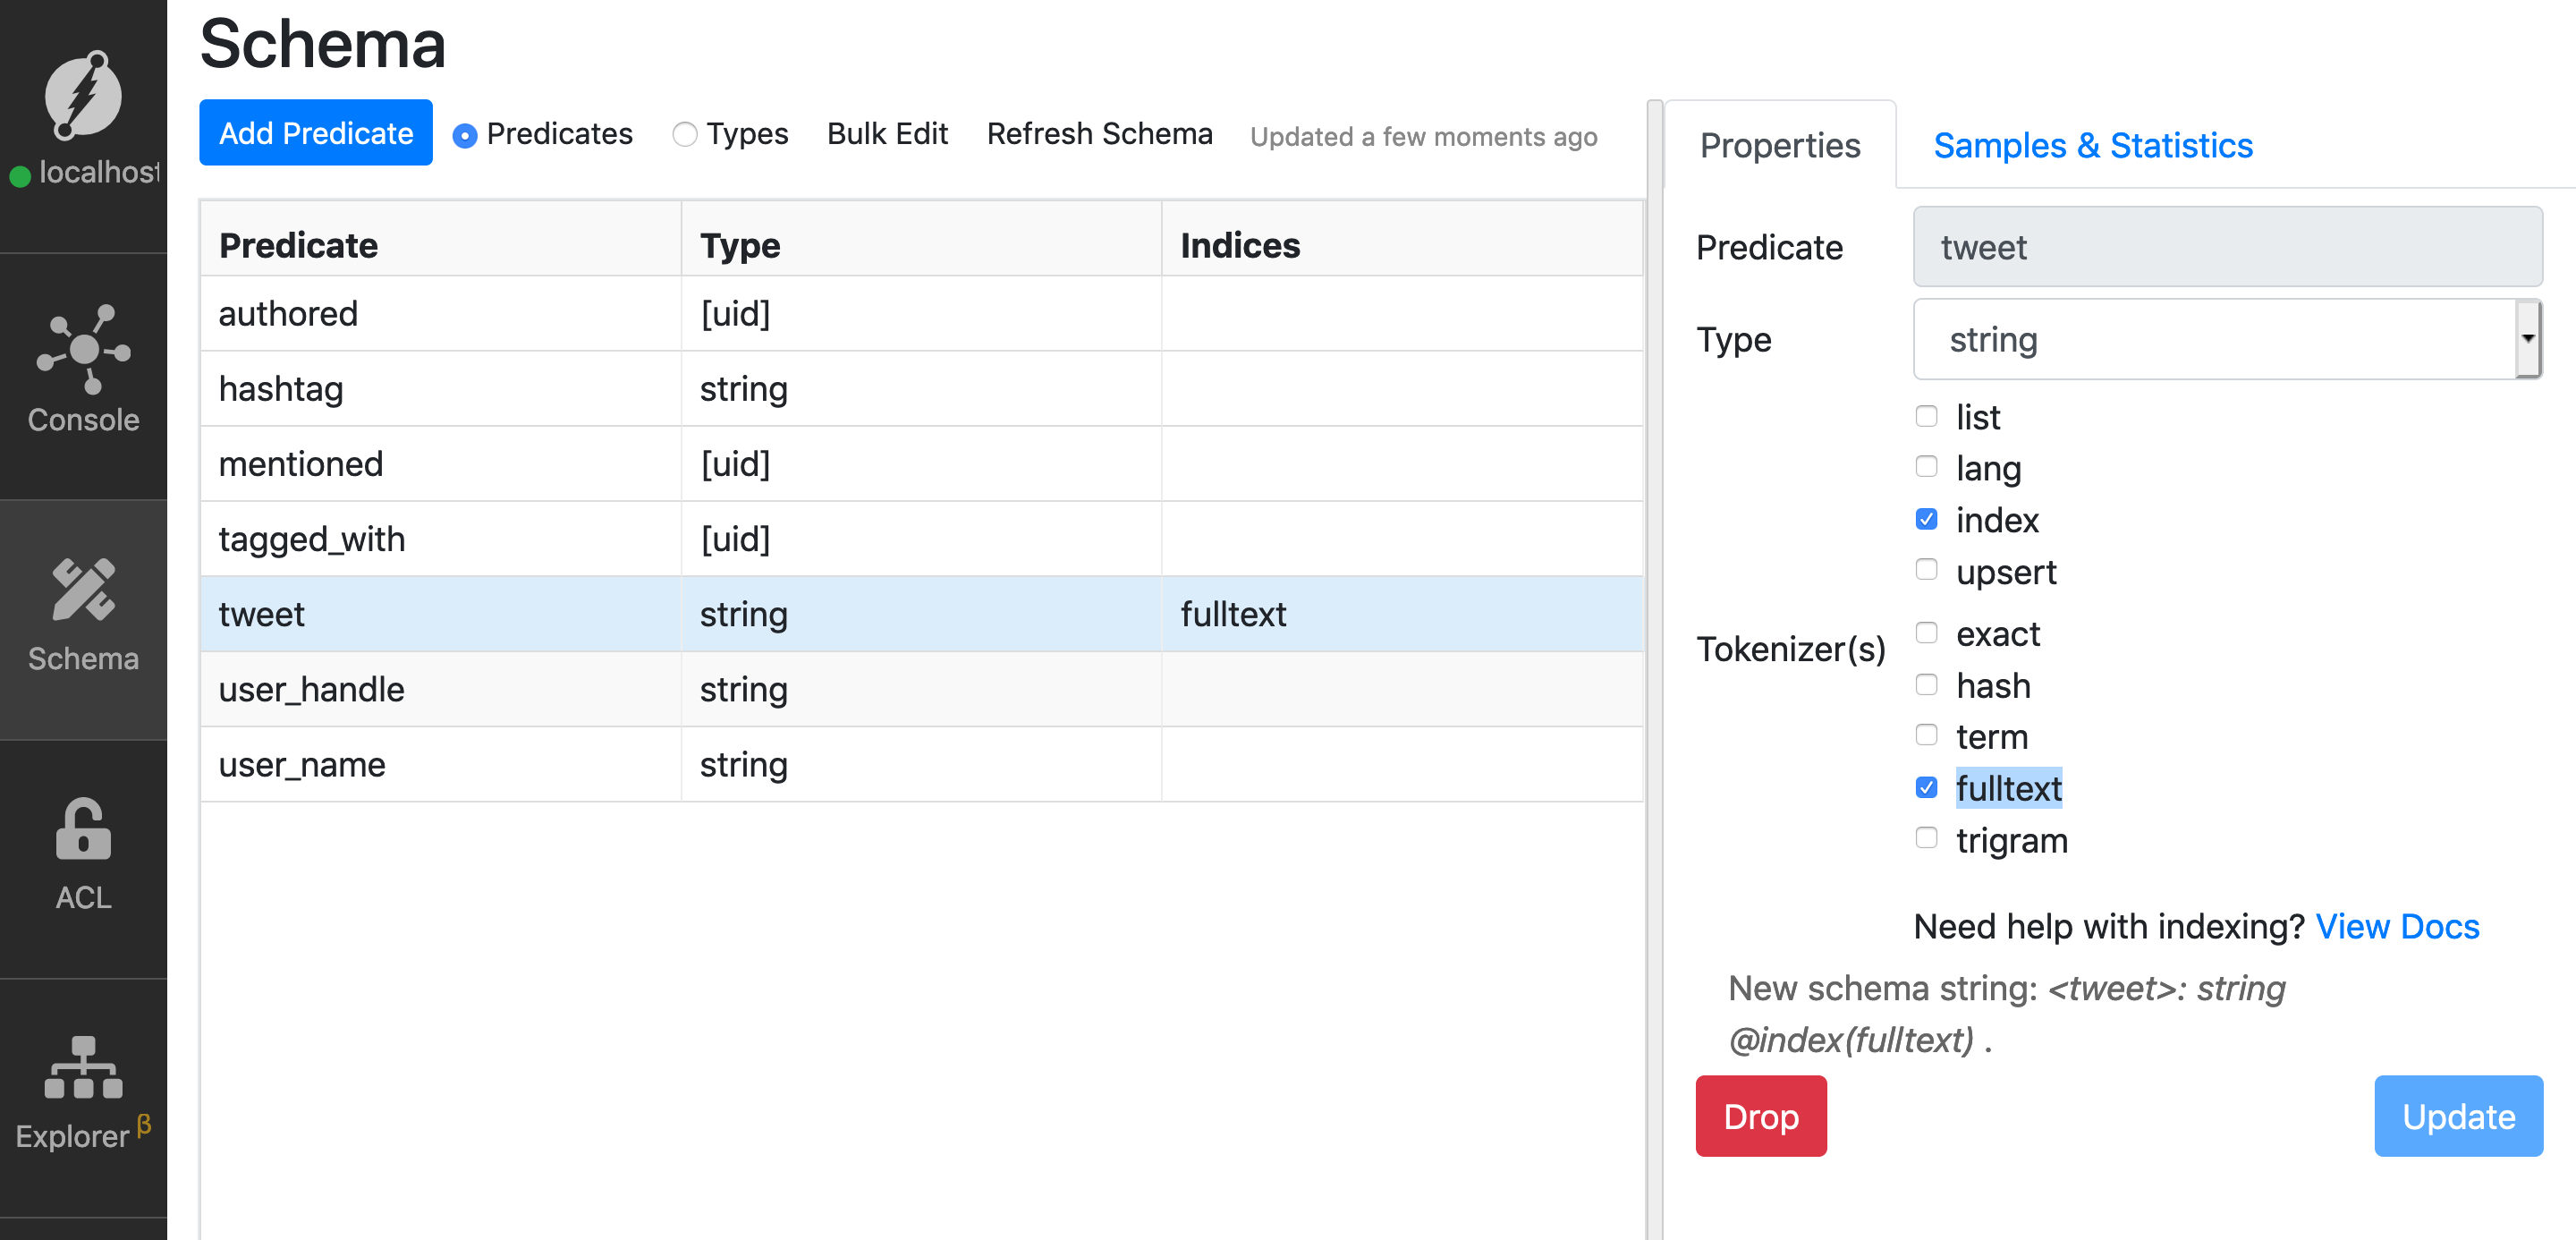 localhost
Console
Schema
ACL
Explorer β
Schema
Add Predicate Predicates Types Bulk Edit Refresh Schema Updated a few moments ago
Predicate Type Indices
authored [uid]
hashtag string
mentioned [uid]
tagged_with [uid]
tweet string fulltext
user_handle string
user_name string
Properties Samples & Statistics
Predicate tweet
Type string
list
lang
index
upsert
Tokenizer(s) exact
hash
term
fulltext
trigram
Need help with indexing? View Docs
New schema string: <tweet>: string
@index(fulltext) .
Drop Update